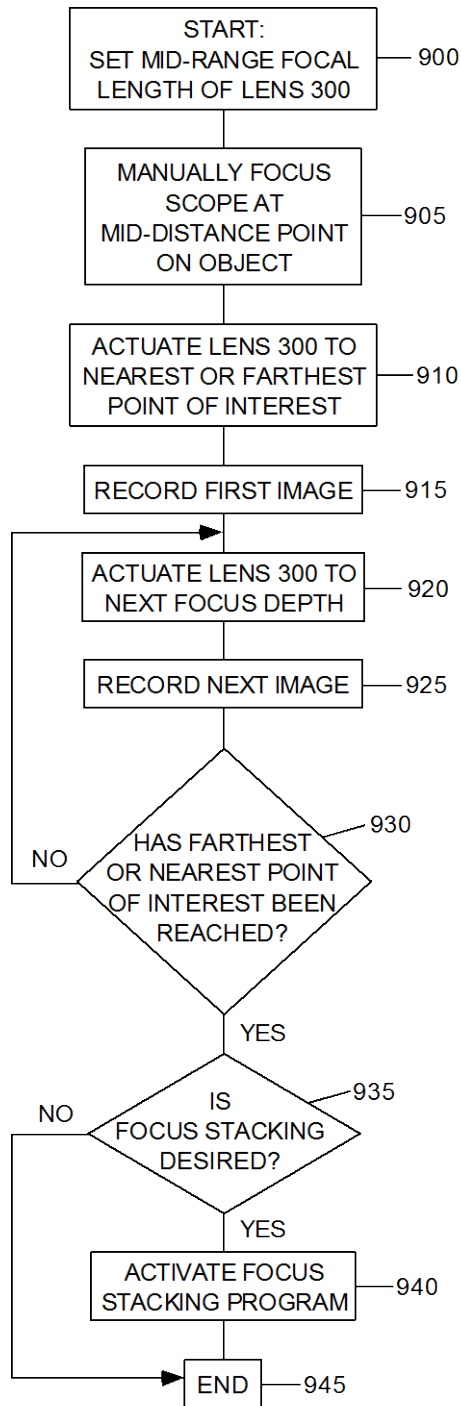 START:
SET MID-RANGE FOCAL
LENGTH OF LENS 300
900
MANUALLY FOCUS
SCOPE AT
MID-DISTANCE POINT
ON OBJECT
905
ACTUATE LENS 300 TO
NEAREST OR FARTHEST
POINT OF INTEREST
910
RECORD FIRST IMAGE
915
ACTUATE LENS 300 TO
NEXT FOCUS DEPTH
920
RECORD NEXT IMAGE
925
930
HAS FARTHEST
OR NEAREST POINT
OF INTEREST BEEN
REACHED?
NO
YES
935
IS
FOCUS STACKING
DESIRED?
NO
YES
ACTIVATE FOCUS
STACKING PROGRAM
940
END
945